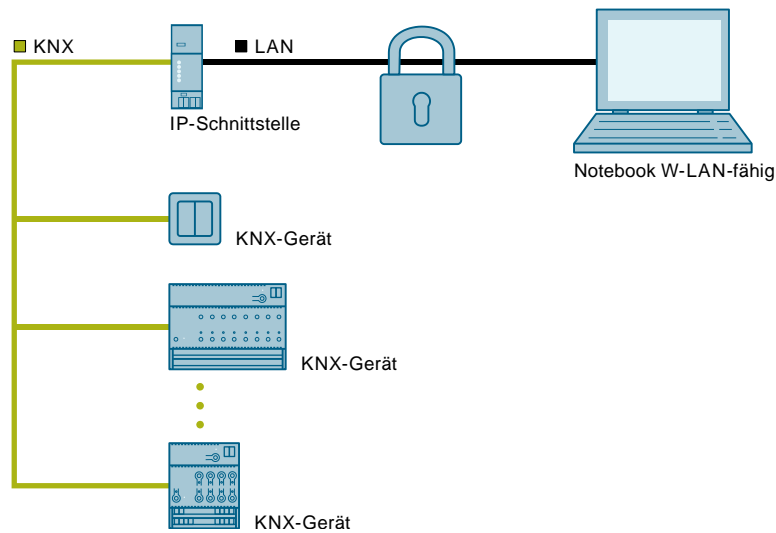 KNX
LAN
IP-Schnittstelle
Notebook W-LAN-fähig
KNX-Gerät
KNX-Gerät
KNX-Gerät